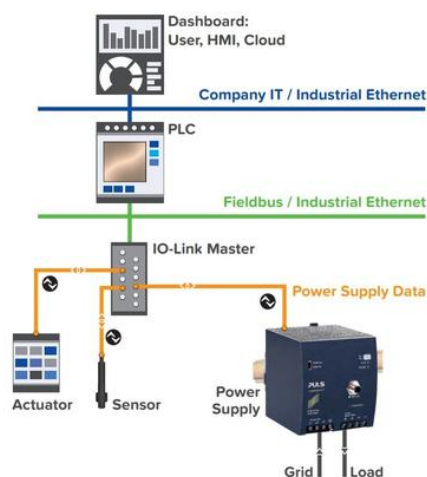 Dashboard:
User, HMI, Cloud
Company IT / Industrial Ethernet
PLC
Fieldbus / Industrial Ethernet
IO-Link Master
Power Supply Data
Actuator
Sensor
Power
Supply
PULS
Grid
Load